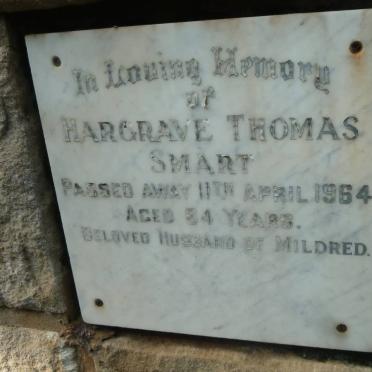 In Loving Memory
of
HARGRAVE THOMAS
SMART
PASSED AWAY 11TH APRIL 1964
AGED 54 YEARS.
BELOVED HUSBAND OF MILDRED.